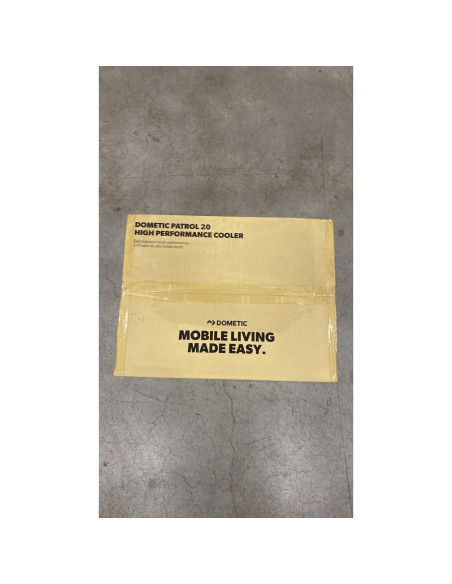 DOMETIC PATROL 20
HIGH PERFORMANCE COOLER
DOMETIC
MOBILE LIVING
MADE EASY.